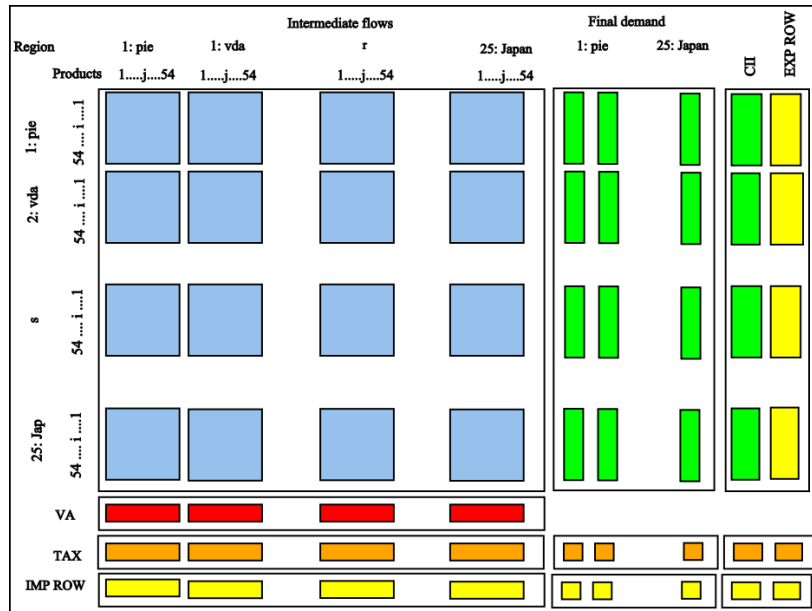 Intermediate flows Final demand
Region 1: pie 1: vda r 25: Japan 1: pie 25: Japan CII EXP ROW
Products 1.....j....54 1.....j....54 1.....j....54 1.....j....54
1: pie 54 .... i ....1
2: vda 54 .... i ....1
s 54 .... i ....1
25: Jap 54 .... i ....1
VA
TAX
IMP ROW